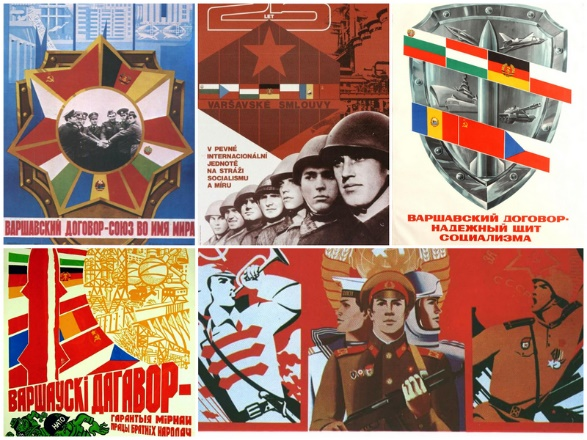 ВАРШАВСКИЙ ДОГОВОР-СОЮЗ ВО ИМЯ МИРА
25
LET
VARŠAVSKÉ SMLOUVY
V PEVNÉ
INTERNACIONÁLNÍ
JEDNOTĚ
NA STRÁŽI
SOCIALISMU
A MÍRU
ВАРШАВСКИЙ ДОГОВОР-
НАДЕЖНЫЙ ЩИТ
СОЦИАЛИЗМА
ВАРШАЎСКІ ДАГАВОР-
ГАРАНТЫЯ МІРНАЙ
ПРАЦЫ БРАТНІХ НАРОДАЎ
НАТО